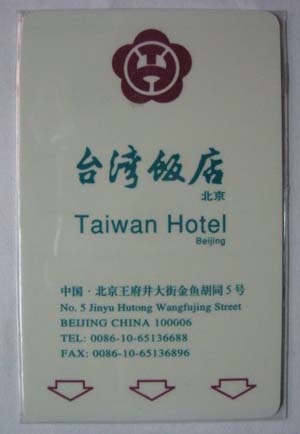 台湾饭店
北京
Taiwan Hotel
Beijing
中国·北京王府井大街金鱼胡同5号
No. 5 Jinyu Hutong Wangfujing Street
BEIJING CHINA 100006
TEL: 0086-10-65136688
FAX: 0086-10-65136896